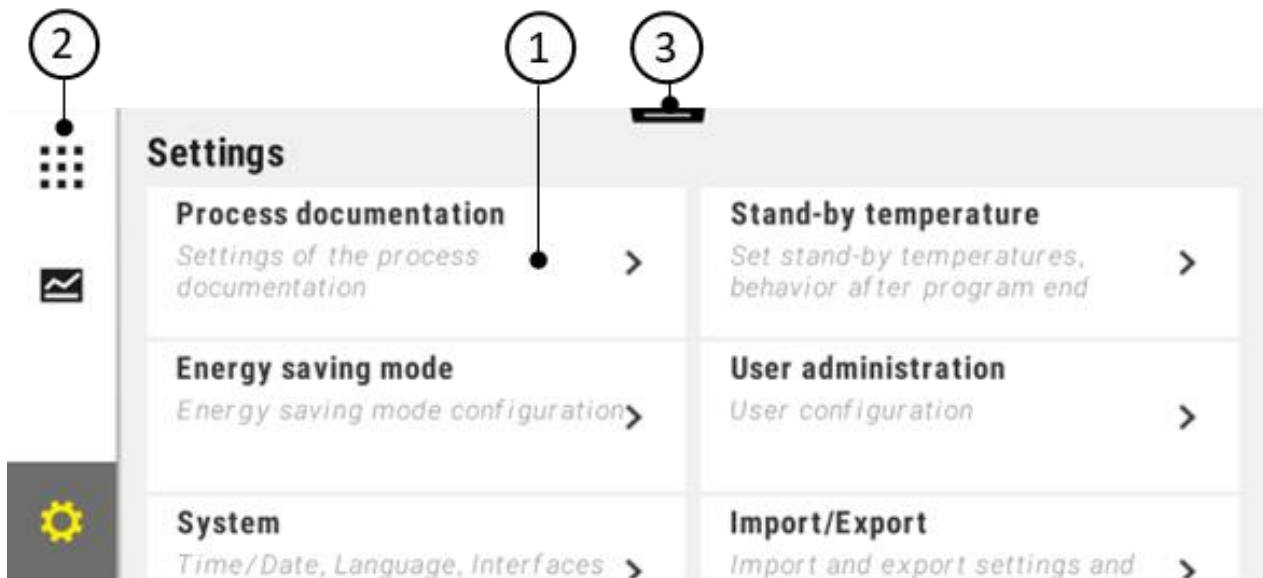 2
1
3
Settings
Process documentation
Settings of the process
documentation
Stand-by temperature
Set stand-by temperatures,
behavior after program end
Energy saving mode
Energy saving mode configuration
User administration
User configuration
System
Time/Date, Language, Interfaces
Import/Export
Import and export settings and